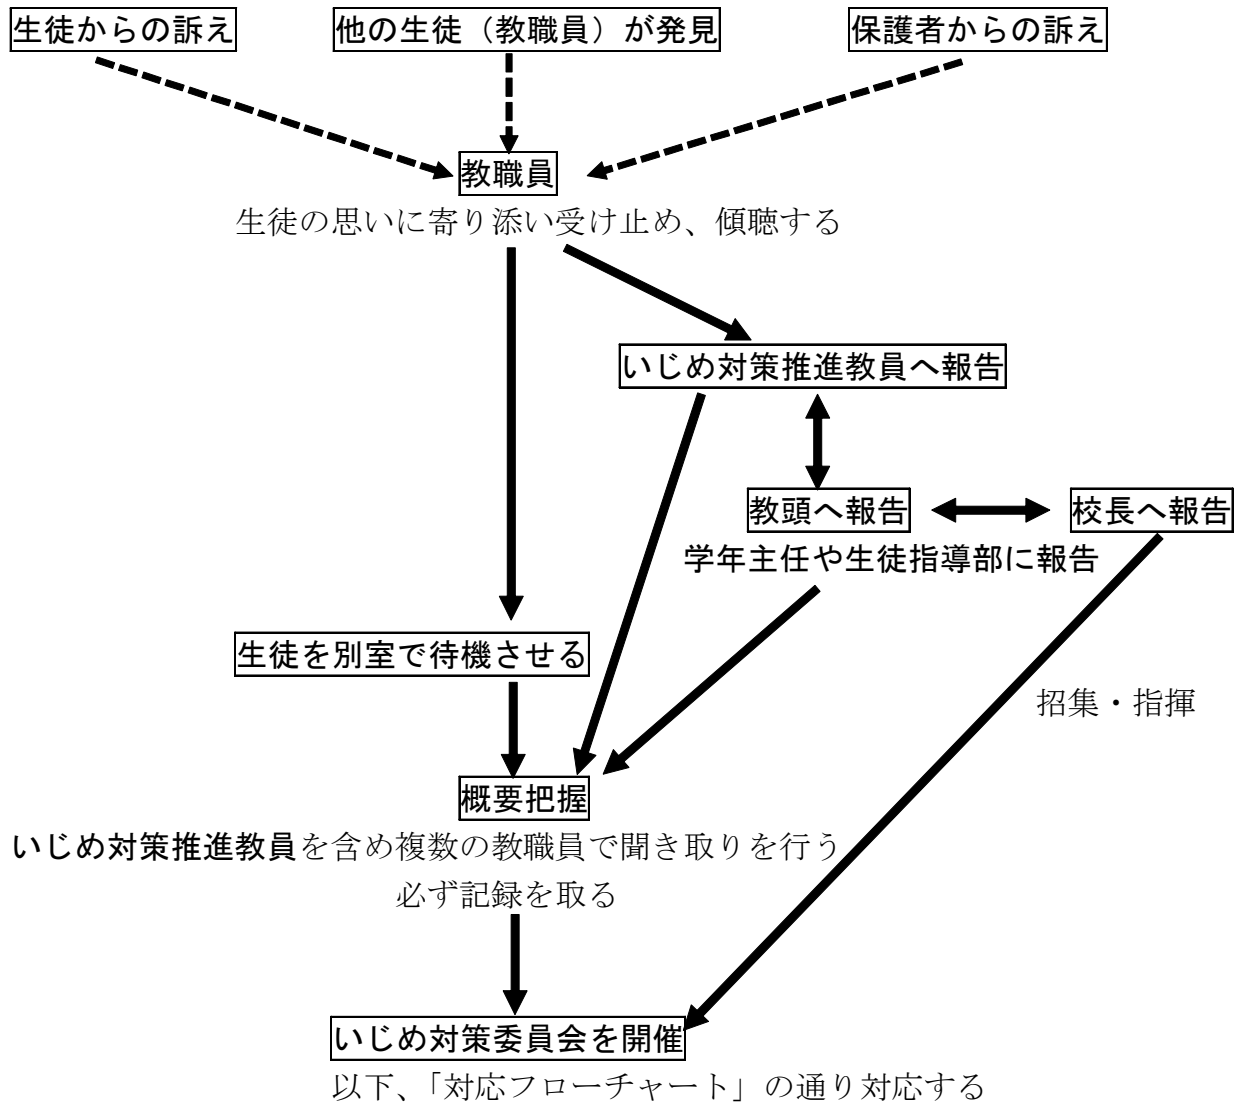 生徒からの訴え
他の生徒（教職員）が発見
保護者からの訴え
教職員
生徒の思いに寄り添い受け止め、傾聴する
いじめ対策推進教員へ報告
教頭へ報告
校長へ報告
学年主任や生徒指導部に報告
生徒を別室で待機させる
招集・指揮
概要把握
いじめ対策推進教員を含め複数の教職員で聞き取りを行う
必ず記録を取る
いじめ対策委員会を開催
以下、「対応フローチャート」の通り対応する